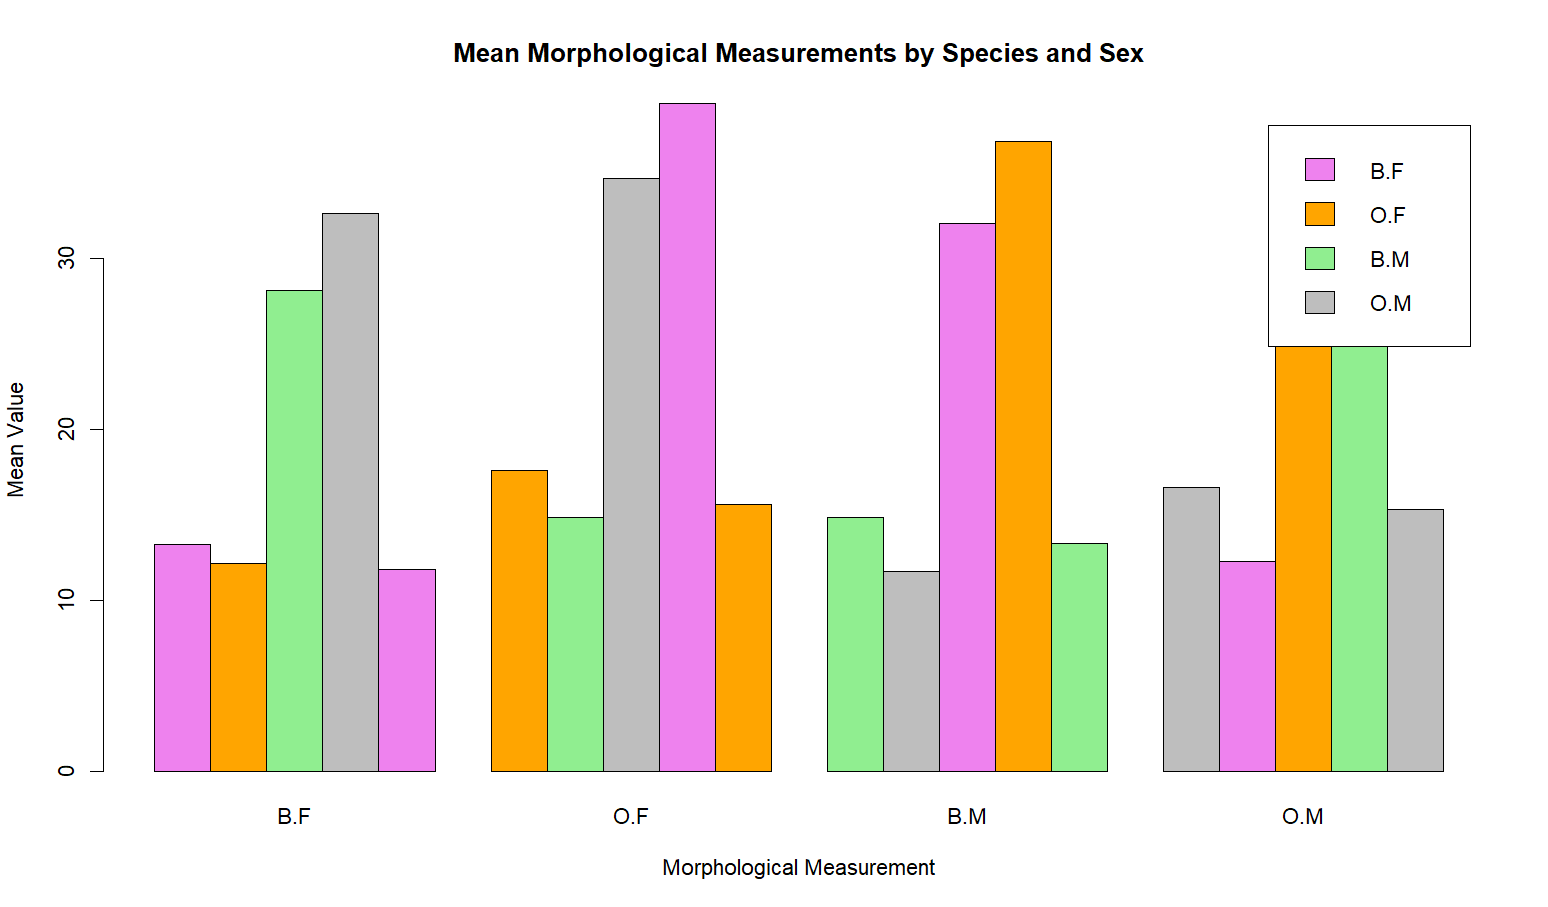 Mean Morphological Measurements by Species and Sex
B.F
O.F
B.M
O.M
30
20
10
0
Mean Value
B.F
O.F
B.M
O.M
Morphological Measurement